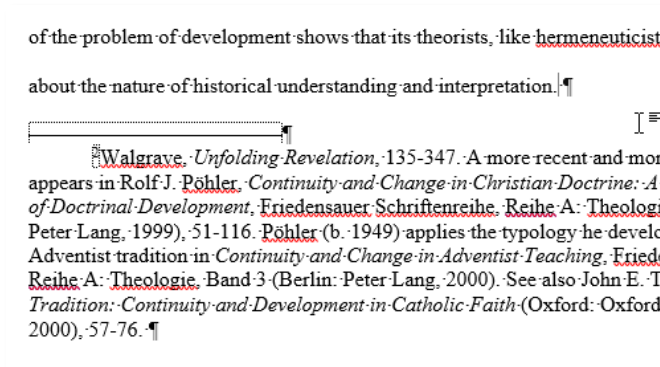 of the problem of development shows that its theorists, like hermeneuticist
about the nature of historical understanding and interpretation. ¶
¶
Walgrave, Unfolding Revelation, 135-347. A more recent and mor
appears in Rolf J. Pöhler, Continuity and Change in Christian Doctrine: A
of Doctrinal Development, Friedensauer Schriftenreihe, Reihe A: Theologi
Peter Lang, 1999), 51-116. Pöhler (b. 1949) applies the typology he develo
Adventist tradition in Continuity and Change in Adventist Teaching, Fried
Reihe A: Theologie, Band 3 (Berlin: Peter Lang, 2000). See also John E. T
Tradition: Continuity and Development in Catholic Faith (Oxford: Oxford
2000), 57-76. ¶